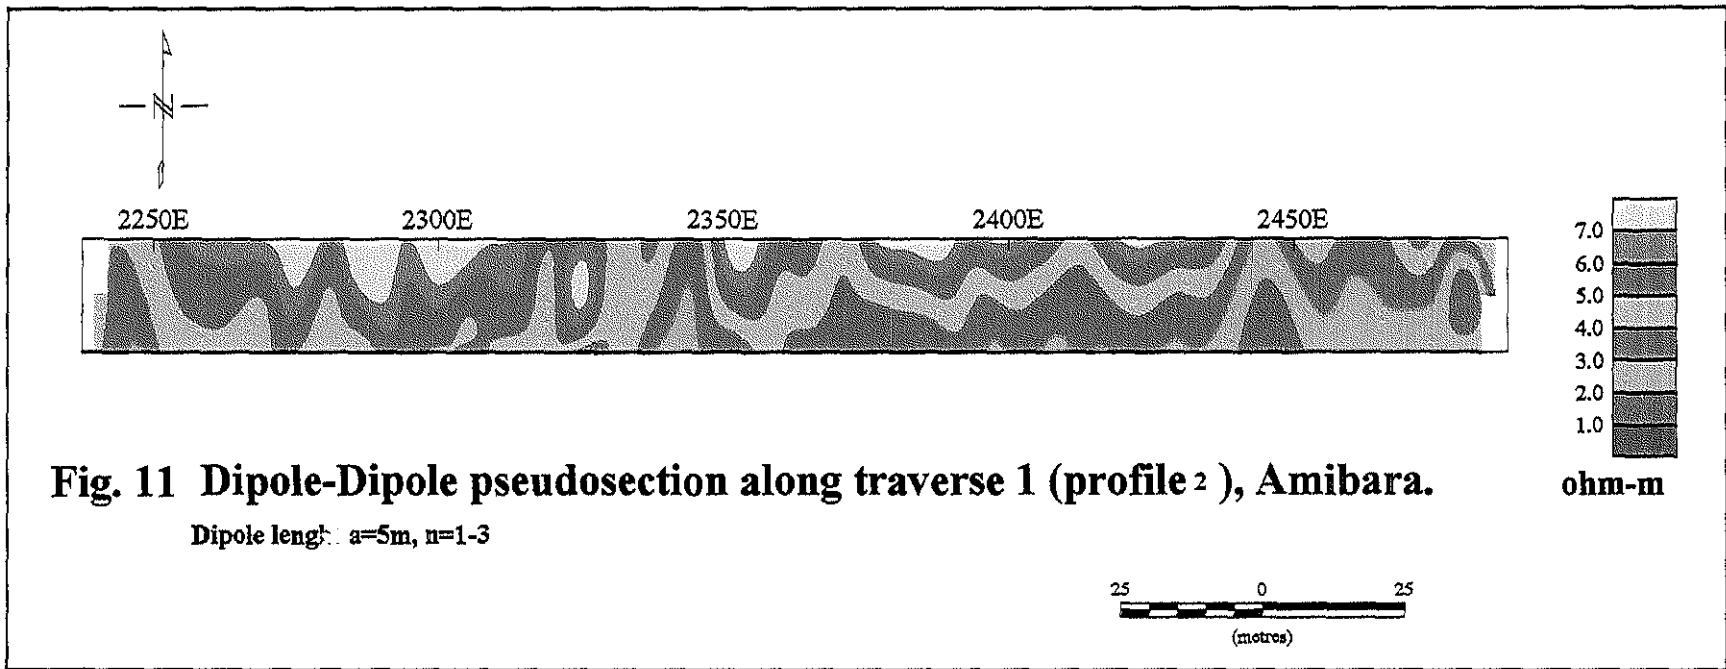 N
2250E 2300E 2350E 2400E 2450E
7.0
6.0
5.0
4.0
3.0
2.0
1.0
ohm-m
Fig. 11 Dipole-Dipole pseudosection along traverse 1 (profile 2 ), Amibara.
a=5m, n=1-3
Dipole
25 0 25
(metres)